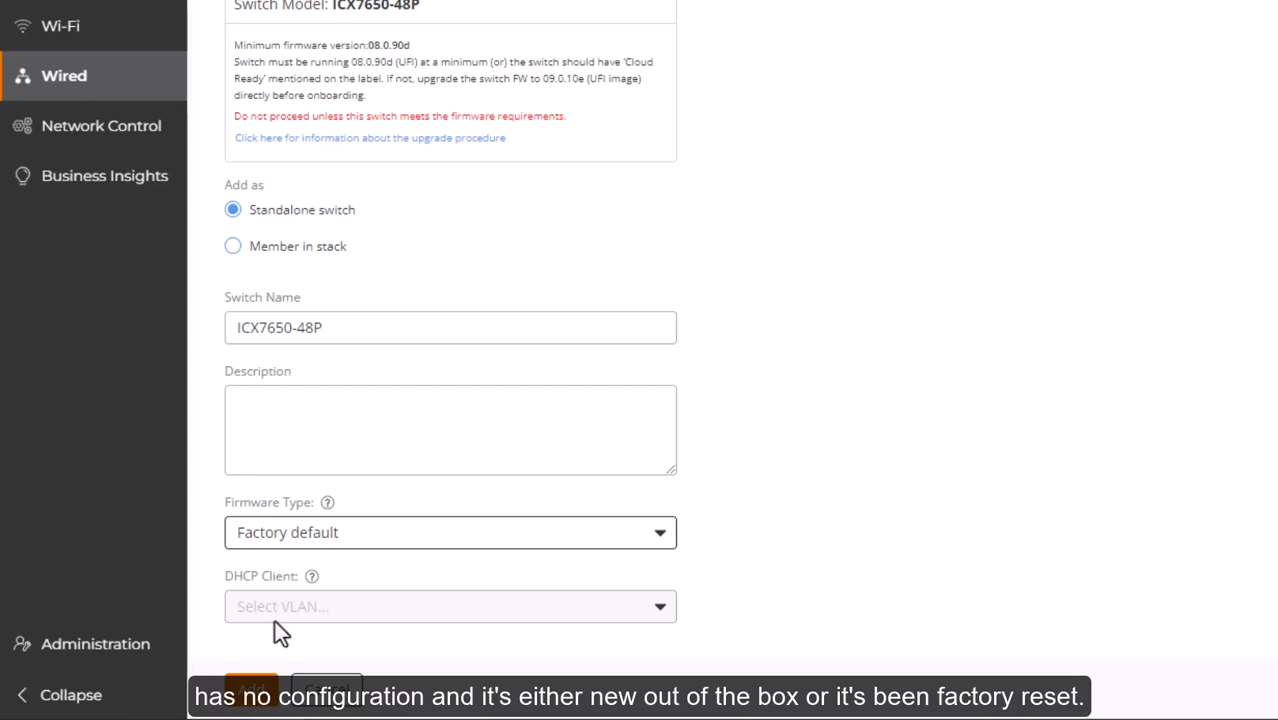 Wi-Fi
Wired
Network Control
Business Insights
Administration
Collapse
Switch Model: ICX7650-48P
Minimum firmware version:08.0.90d
Switch must be running 08.0.90d (UFI) at a minimum (or) the switch should have 'Cloud
Ready' mentioned on the label. If not, upgrade the switch FW to 09.0.10e (UFI image)
directly before onboarding.
Do not proceed unless this switch meets the firmware requirements.
Click here for information about the upgrade procedure
Add as
Standalone switch
Member in stack
Switch Name
ICX7650-48P
Description
Firmware Type: ?
Factory default
DHCP Client: ?
Select VLAN...
has no configuration and it's either new out of the box or it's been factory reset.